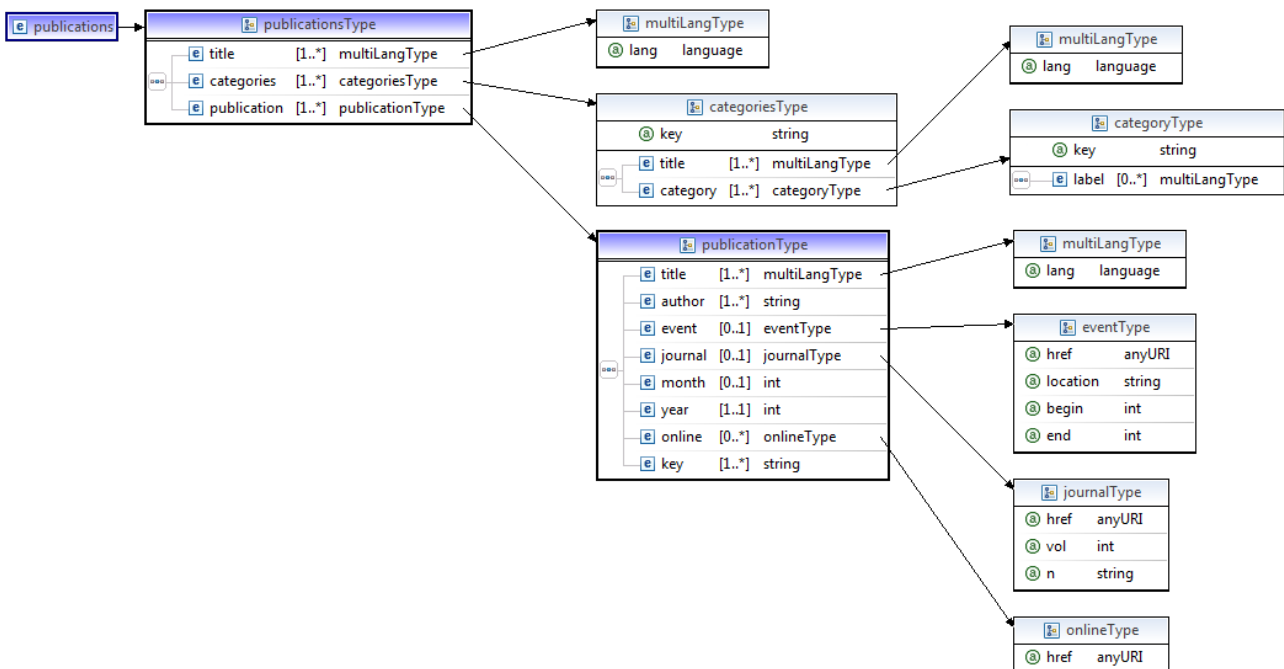 e publications
publicationsType
e title [1..*] multiLangType
e categories [1..*] categoriesType
e publication [1..*] publicationType
multiLangType
a lang language
categoriesType
a key string
e title [1..*] multiLangType
e category [1..*] categoryType
multiLangType
a lang language
categoryType
a key string
e label [0..*] multiLangType
publicationType
e title [1..*] multiLangType
e author [1..*] string
e event [0..1] eventType
e journal [0..1] journalType
e month [0..1] int
e year [1..1] int
e online [0..*] onlineType
e key [1..*] string
multiLangType
a lang language
eventType
a href anyURI
a location string
a begin int
a end int
journalType
a href anyURI
a vol int
a n string
onlineType
a href anyURI